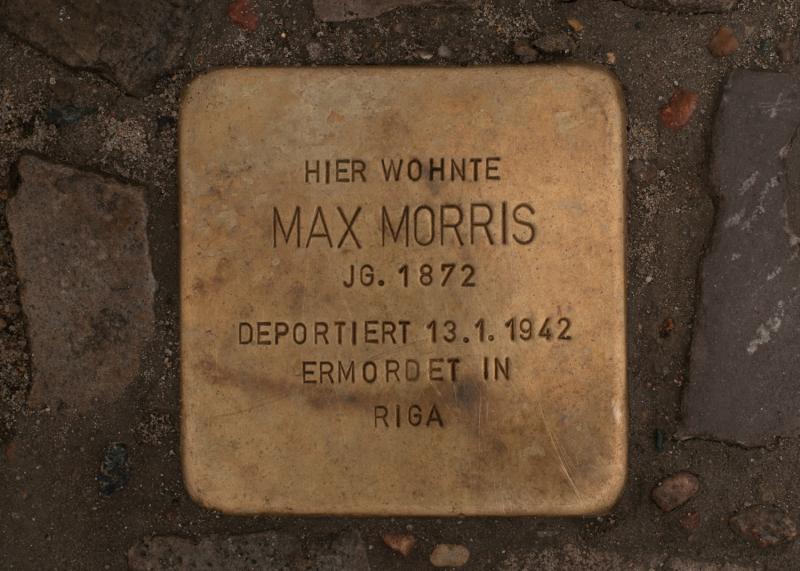 HIER WOHNTE
MAX MORRIS
JG. 1872
DEPORTIERT 13.1.1942
ERMORDET IN
RIGA